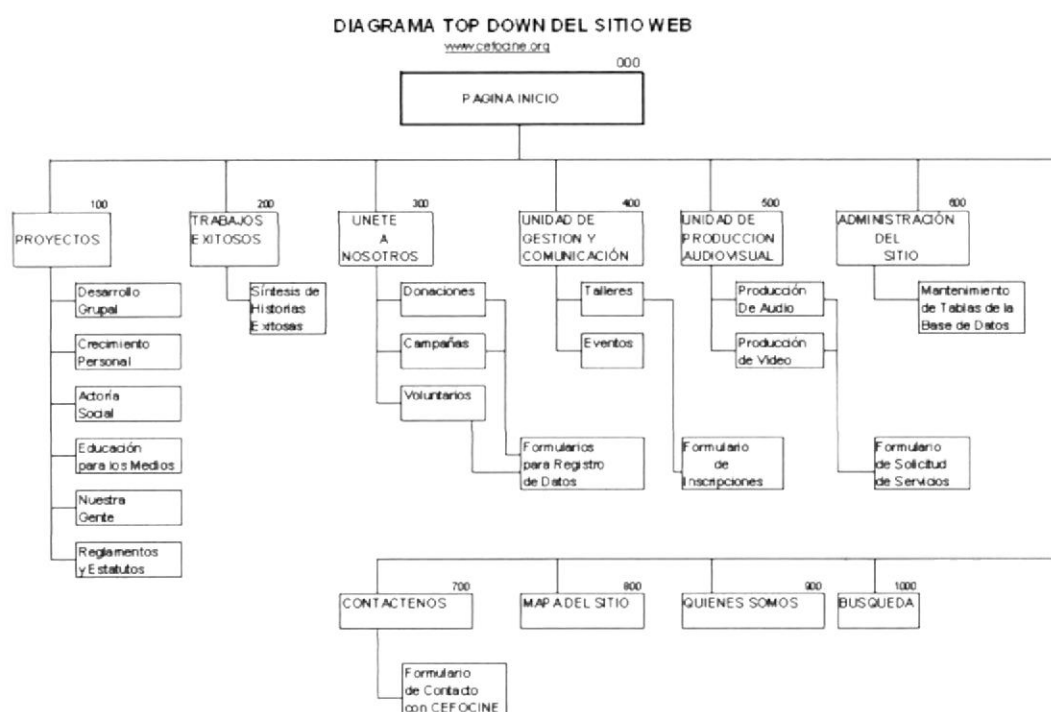 DIAGRAMA TOP DOWN DEL SITIO WEB
www.cefocine.org
000
PAGINA INICIO
100
PROYECTOS
Desarrollo
Grupal
Crecimiento
Personal
Actoría
Social
Educación
para los Medios
Nuestra
Gente
Reglamentos
y Estatutos
200
TRABAJOS
EXITOSOS
Síntesis de
Historias
Exitosas
300
UNETE
A
NOSOTROS
Donaciones
Campañas
Voluntarios
Formularios
para Registro
de Datos
400
UNIDAD DE
GESTION Y
COMUNICACIÓN
Talleres
Eventos
Formulario
de
Inscripciones
500
UNIDAD DE
PRODUCCION
AUDIOVISUAL
Producción
De Audio
Producción
de Video
Formulario
de Solicitud
de Servicios
600
ADMINISTRACIÓN
DEL
SITIO
Mantenimiento
de Tablas de la
Base de Datos
700
CONTACTENOS
Formulario
de Contacto
con CEFOCINE
800
MAPA DEL SITIO
900
QUIENES SOMOS
1000
BUSQUEDA